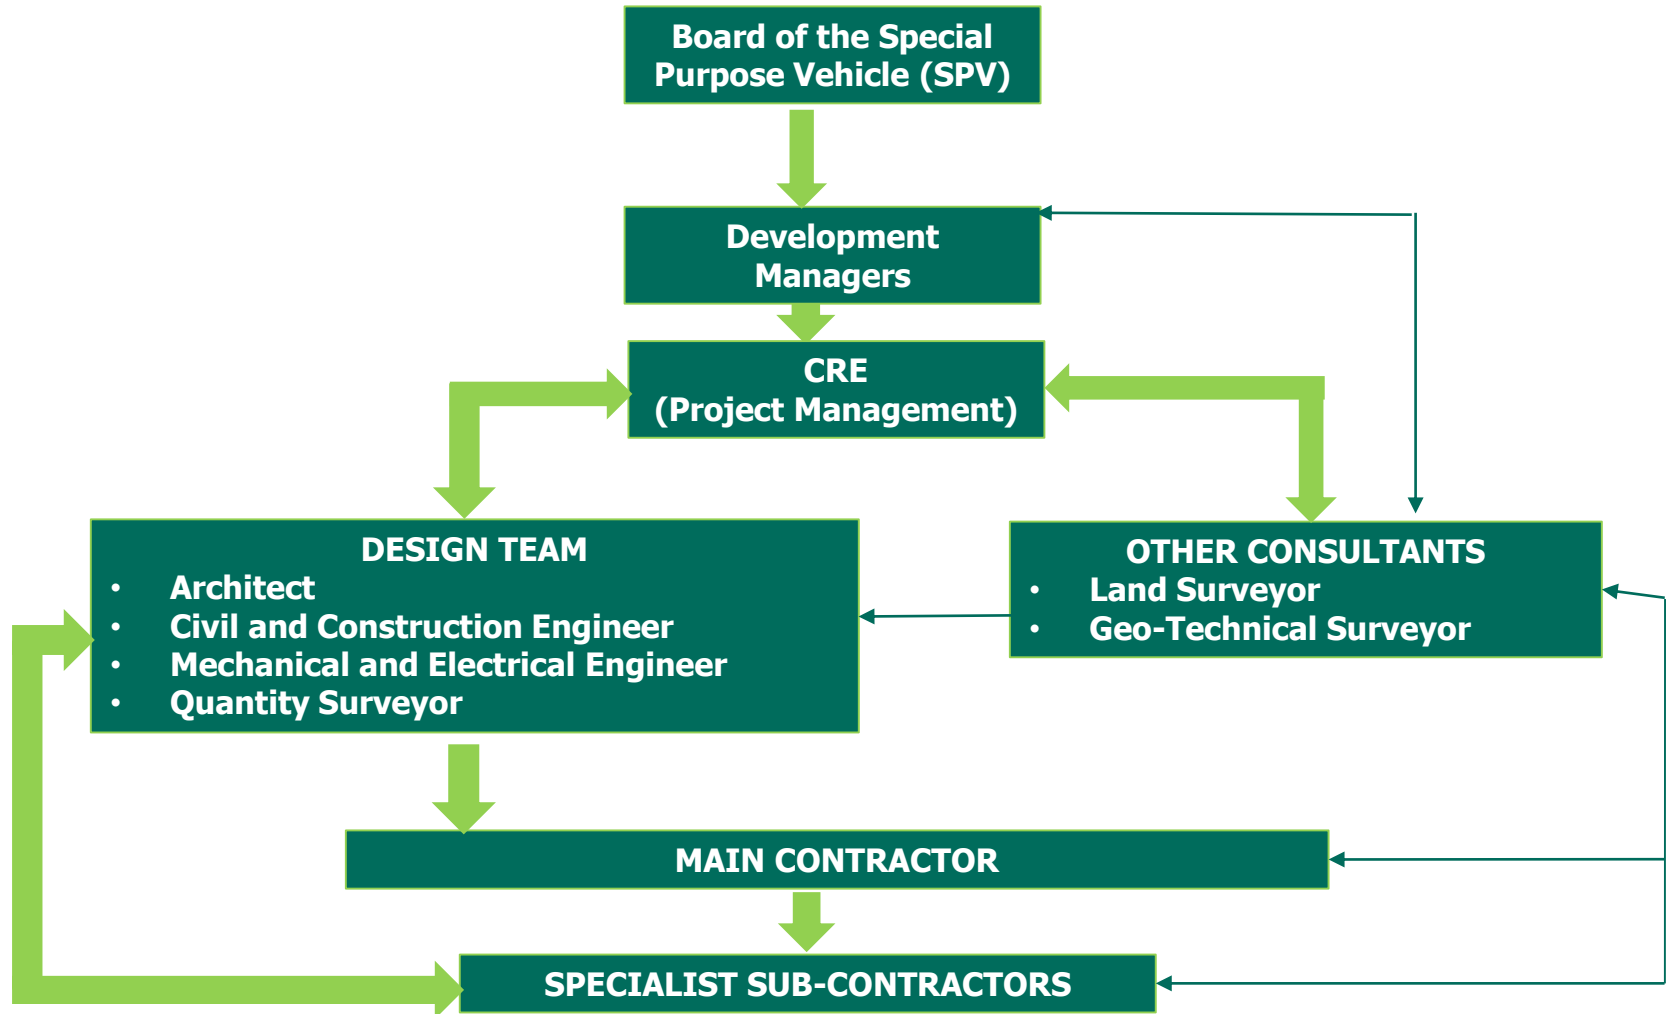 Board of the Special
Purpose Vehicle (SPV)
Development
Managers
CRE
(Project Management)
DESIGN TEAM
• Architect
• Civil and Construction Engineer
• Mechanical and Electrical Engineer
• Quantity Surveyor
OTHER CONSULTANTS
• Land Surveyor
• Geo-Technical Surveyor
MAIN CONTRACTOR
SPECIALIST SUB-CONTRACTORS